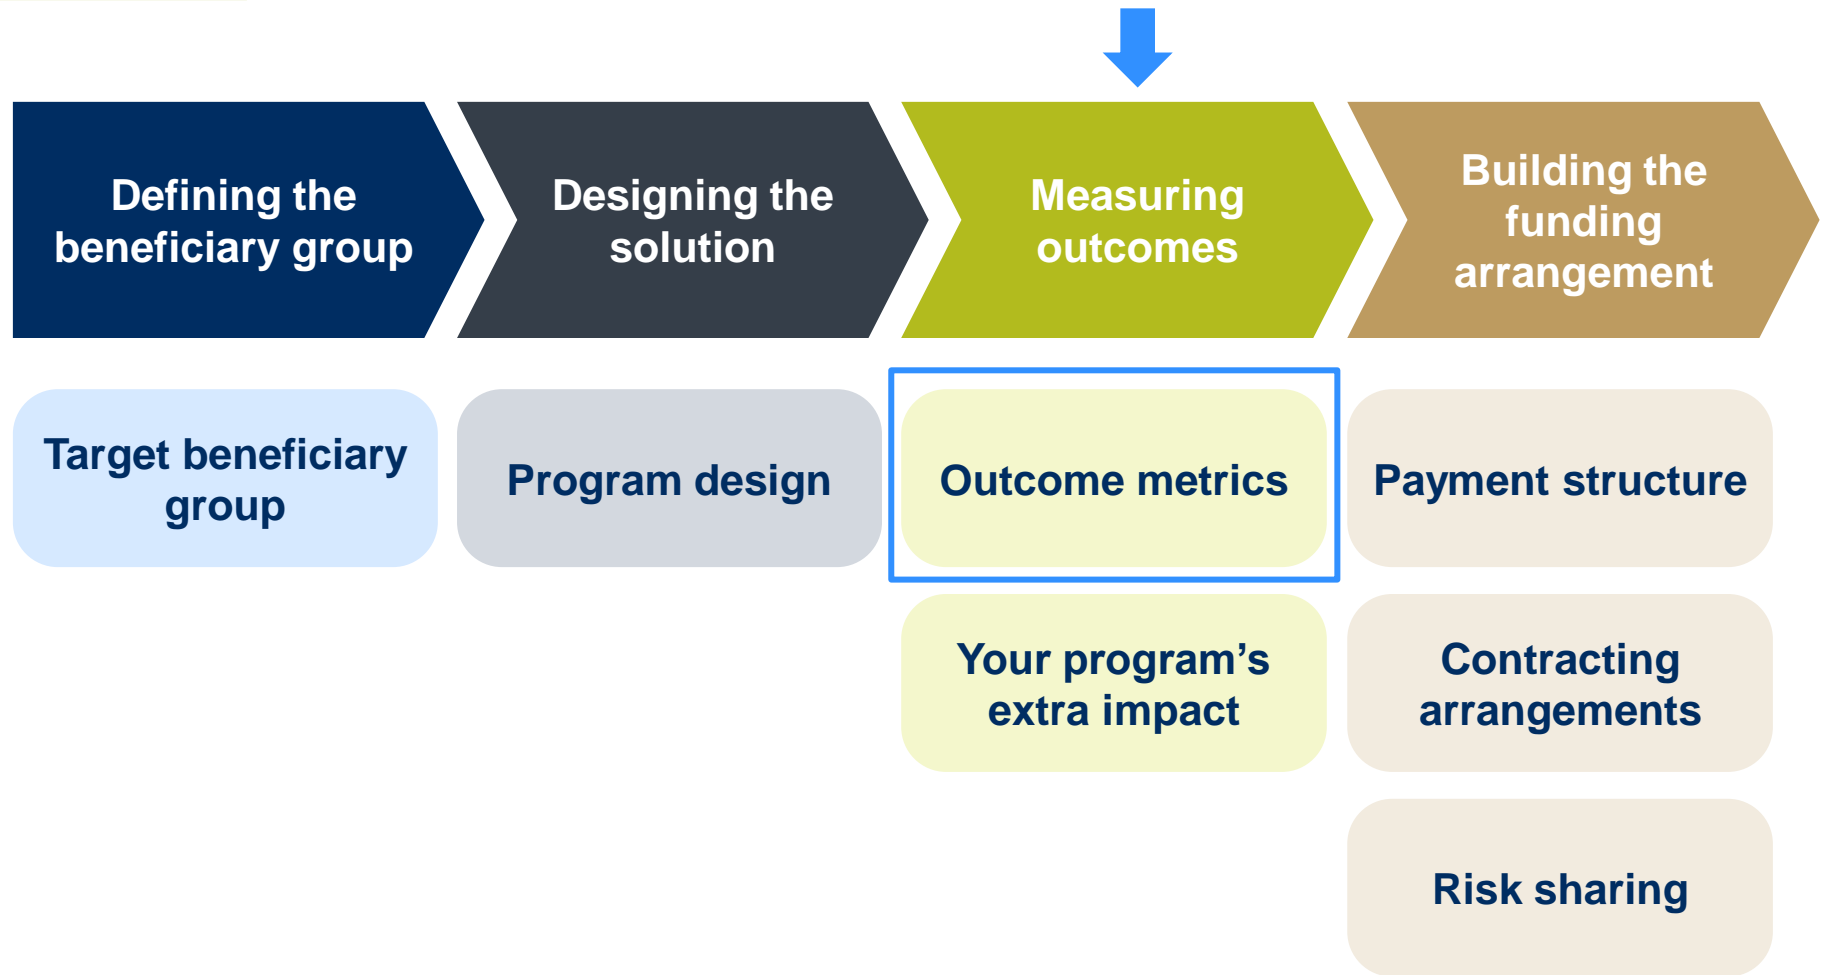 Defining the
beneficiary group
Designing the
solution
Measuring
outcomes
Building the
funding
arrangement
Target beneficiary
group
Program design
Outcome metrics
Payment structure
Your program’s
extra impact
Contracting
arrangements
Risk sharing